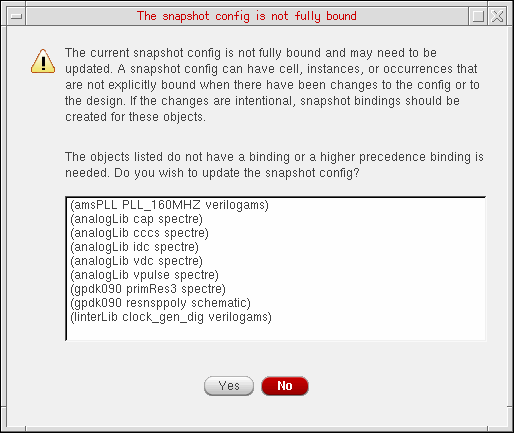 The snapshot config is not fully bound
The current snapshot config is not fully bound and may need to be
updated. A snapshot config can have cell, instances, or occurrences that
are not explicitly bound when there have been changes to the config or to
the design. If the changes are intentional, snapshot bindings should be
created for these objects.
The objects listed do not have a binding or a higher precedence binding is
needed. Do you wish to update the snapshot config?
(amsPLL PLL_160MHZ verilogams)
(analogLib cap spectre)
(analogLib cccs spectre)
(analogLib idc spectre)
(analogLib vdc spectre)
(analogLib vpulse spectre)
(gpdk090 primRes3 spectre)
(gpdk090 resnsppoly schematic)
(linterLib clock_gen_dig verilogams)
Yes No